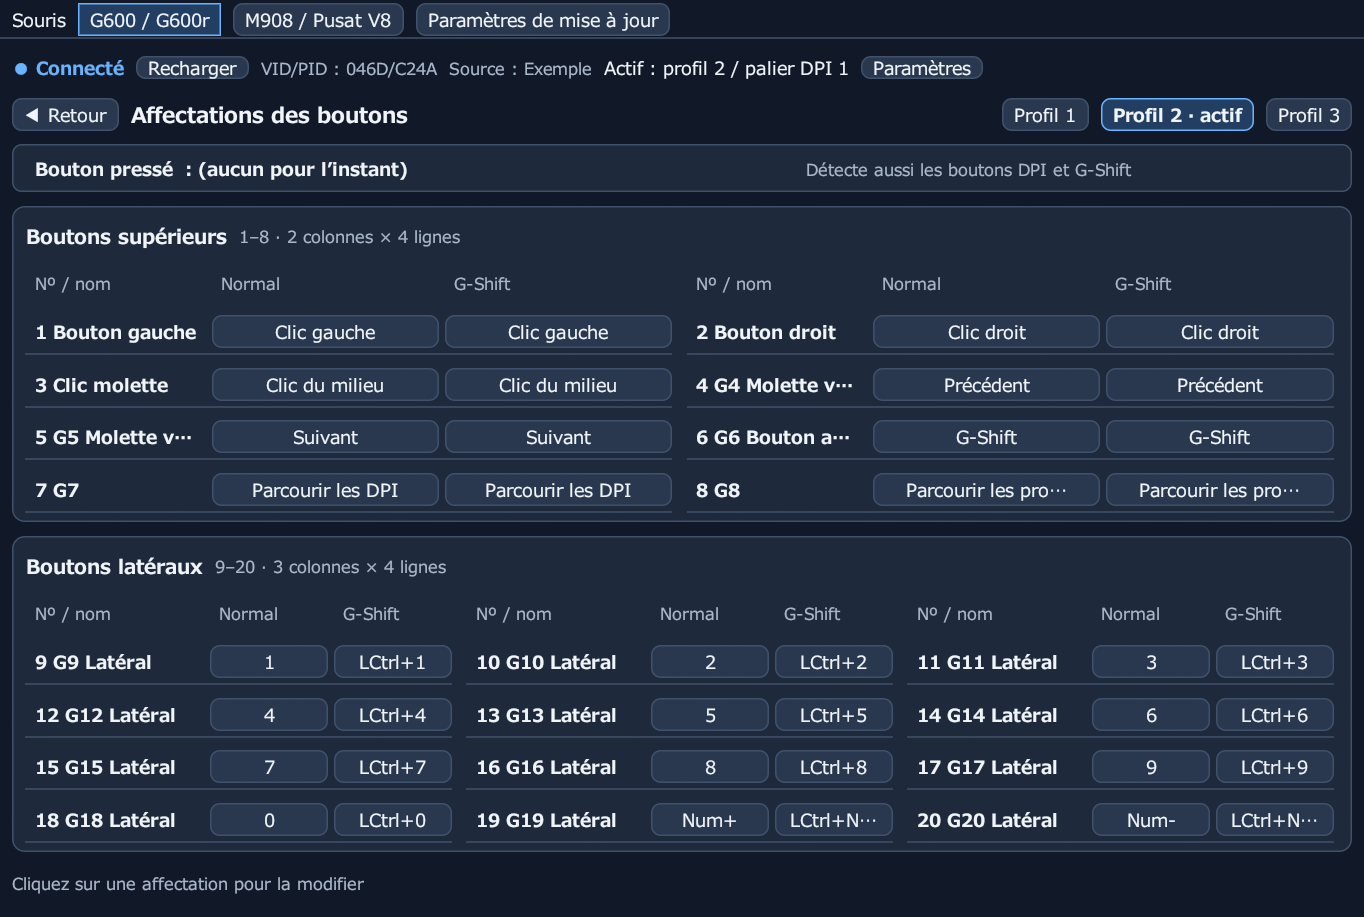 Souris G600 / G600r M908 / Pusat V8 Paramètres de mise à jour
Connecté Recharger VID/PID : 046D/C24A Source : Exemple Actif : profil 2 / palier DPI 1 Paramètres
◀ Retour Affectations des boutons Profil 1 Profil 2 · actif Profil 3
Bouton pressé : (aucun pour l’instant) Détecte aussi les boutons DPI et G-Shift
Boutons supérieurs 1–8 · 2 colonnes × 4 lignes
Nº / nom Normal G-Shift Nº / nom Normal G-Shift
1 Bouton gauche Clic gauche Clic gauche 2 Bouton droit Clic droit Clic droit
3 Clic molette Clic du milieu Clic du milieu 4 G4 Molette v··· Précédent Précédent
5 G5 Molette v··· Suivant Suivant 6 G6 Bouton a··· G-Shift G-Shift
7 G7 Parcourir les DPI Parcourir les DPI 8 G8 Parcourir les pro··· Parcourir les pro···
Boutons latéraux 9–20 · 3 colonnes × 4 lignes
Nº / nom Normal G-Shift Nº / nom Normal G-Shift Nº / nom Normal G-Shift
9 G9 Latéral 1 LCtrl+1 10 G10 Latéral 2 LCtrl+2 11 G11 Latéral 3 LCtrl+3
12 G12 Latéral 4 LCtrl+4 13 G13 Latéral 5 LCtrl+5 14 G14 Latéral 6 LCtrl+6
15 G15 Latéral 7 LCtrl+7 16 G16 Latéral 8 LCtrl+8 17 G17 Latéral 9 LCtrl+9
18 G18 Latéral 0 LCtrl+0 19 G19 Latéral Num+ LCtrl+N··· 20 G20 Latéral Num- LCtrl+N···
Cliquez sur une affectation pour la modifier